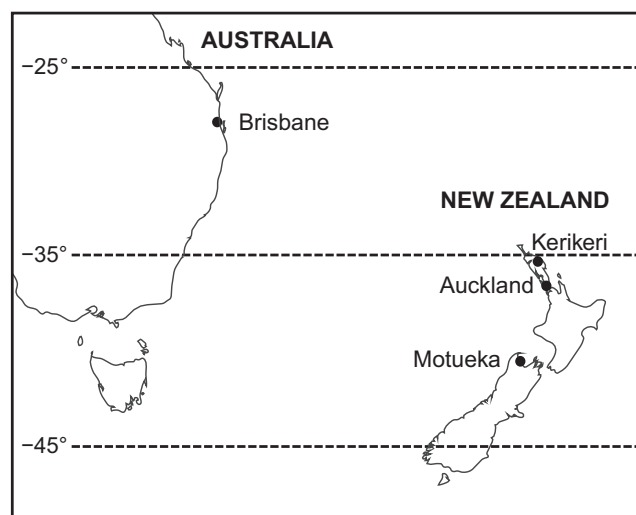 AUSTRALIA
−25°
Brisbane
NEW ZEALAND
Kerikeri
−35°
Auckland
Motueka
−45°